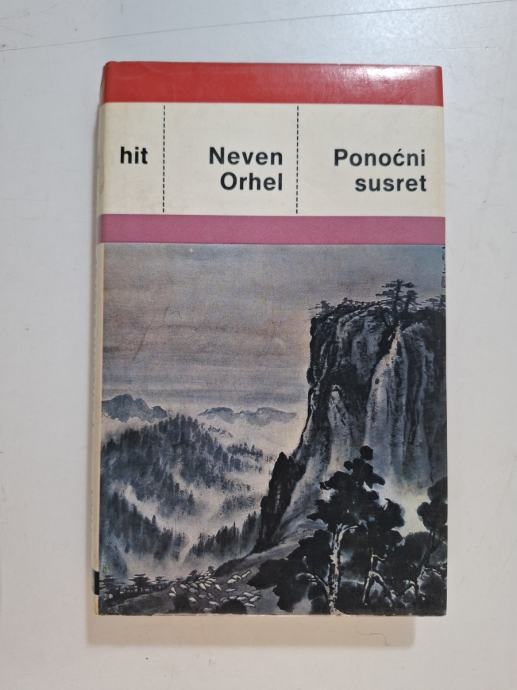 hit
Neven
Orhel
Ponoćni
susret